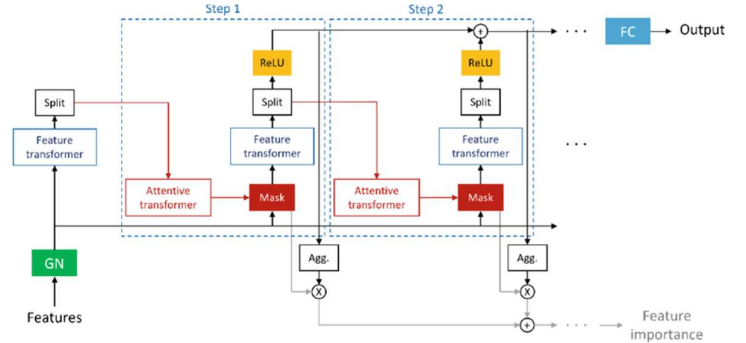 Step 1
Step 2
+
. . .
FC
Output
ReLU
ReLU
Split
Split
Split
Feature
transformer
Feature
transformer
Feature
transformer
. . .
Attentive
transformer
Mask
Attentive
transformer
Mask
GN
Agg.
Agg.
X
X
Features
+
. . .
Feature
importance